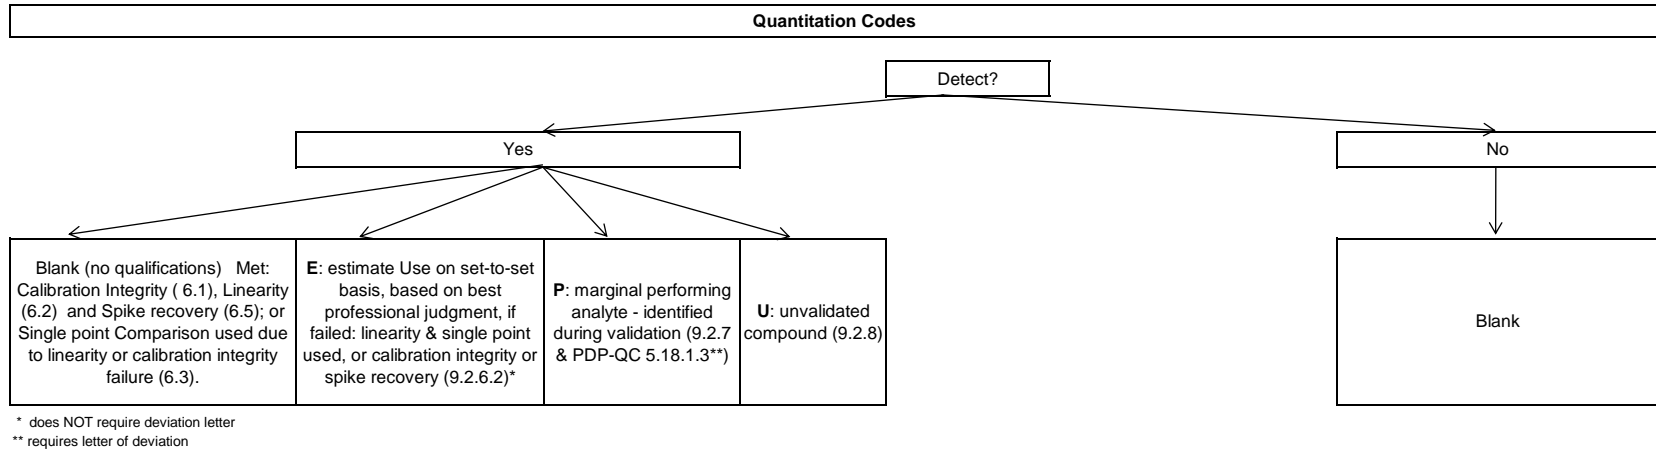 Quantitation Codes
Detect?
Yes
No
Blank (no qualifications) Met:
Calibration Integrity ( 6.1), Linearity
(6.2) and Spike recovery (6.5); or
Single point Comparison used due
to linearity or calibration integrity
failure (6.3).
E: estimate Use on set-to-set
basis, based on best
professional judgment, if
failed: linearity & single point
used, or calibration integrity or
spike recovery (9.2.6.2)*
P: marginal performing
analyte - identified
during validation (9.2.7
& PDP-QC 5.18.1.3**)
U: unvalidated
compound (9.2.8)
Blank
* does NOT require deviation letter
** requires letter of deviation